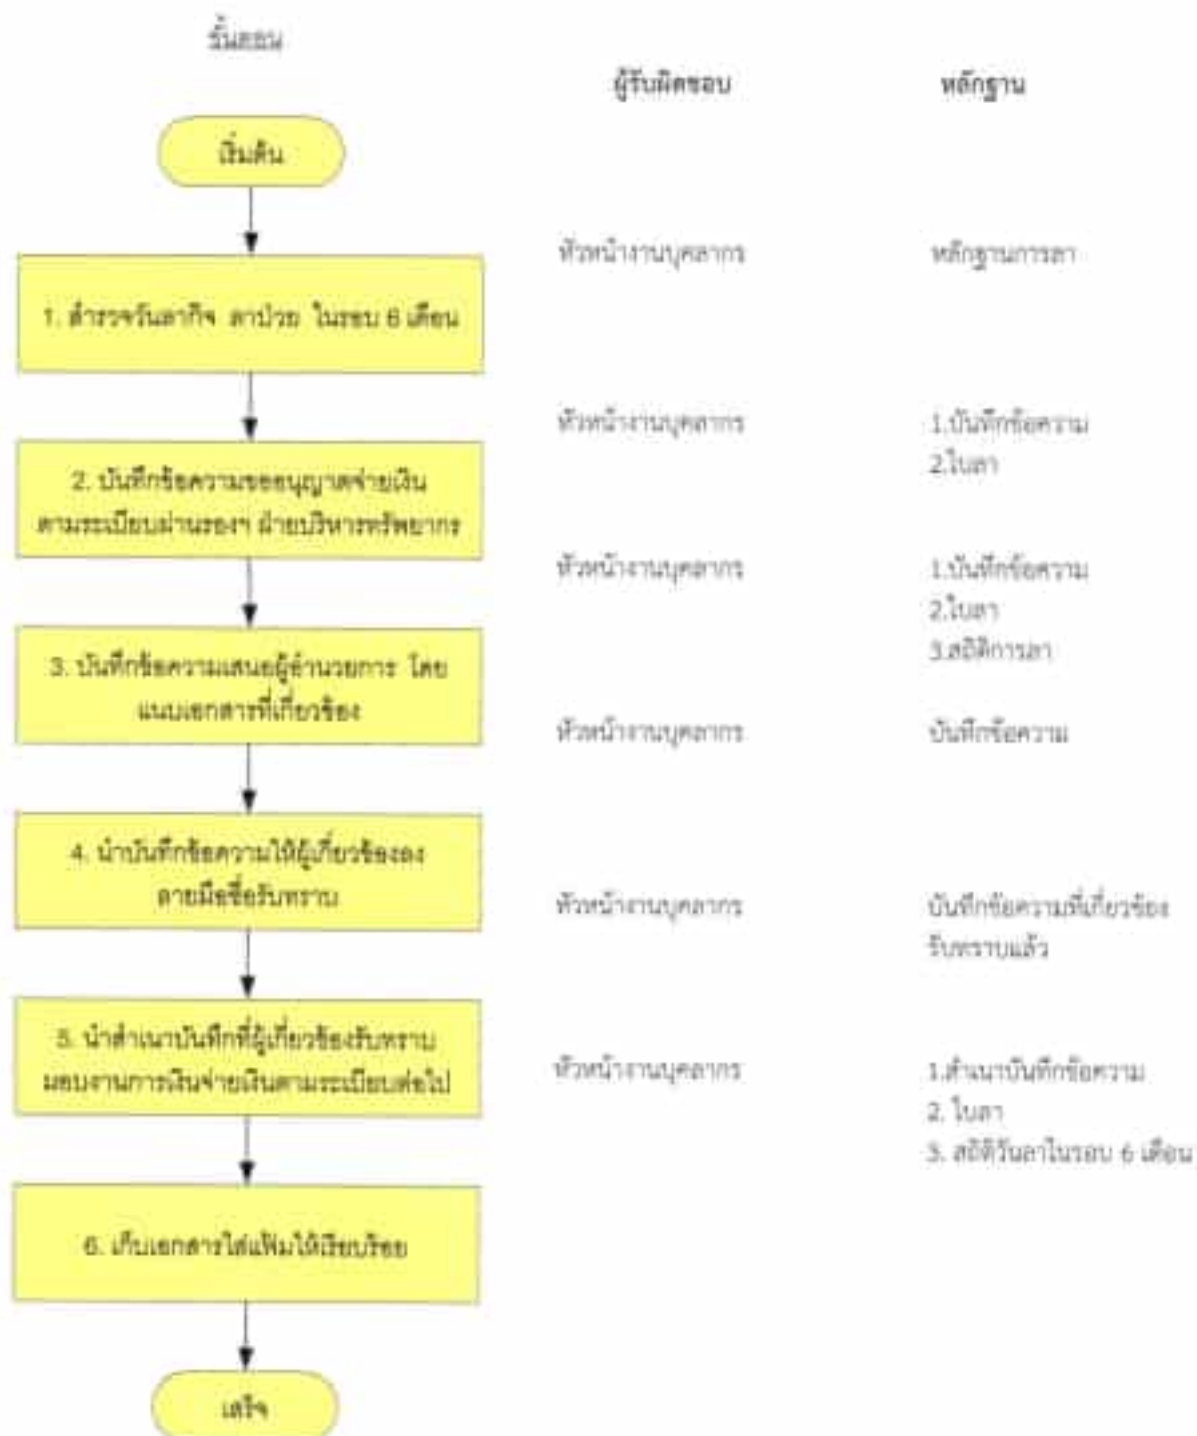 ขั้นตอน
ผู้รับผิดชอบ
หลักฐาน
เริ่มต้น
หัวหน้างานบุคลากร
หลักฐานการลา
1. สำรวจวันลากิจ ลาป่วย ในรอบ 6 เดือน
หัวหน้างานบุคลากร
1.บันทึกข้อความ
2.ใบลา
2. บันทึกข้อความขออนุญาตจ่ายเงิน
ตามระเบียบผ่านรองฯ ฝ่ายบริหารทรัพยากร
หัวหน้างานบุคลากร
1.บันทึกข้อความ
2.ใบลา
3.สถิติการลา
3. บันทึกข้อความเสนอผู้อำนวยการ โดย
แนบเอกสารที่เกี่ยวข้อง
หัวหน้างานบุคลากร
บันทึกข้อความ
4. นำบันทึกข้อความให้ผู้เกี่ยวข้องลง
ลายมือชื่อรับทราบ
หัวหน้างานบุคลากร
บันทึกข้อความที่เกี่ยวข้อง
รับทราบแล้ว
5. นำสำเนาบันทึกที่ผู้เกี่ยวข้องรับทราบ
มอบงานการเงินจ่ายเงินตามระเบียบต่อไป
หัวหน้างานบุคลากร
1.สำเนาบันทึกข้อความ
2. ใบลา
3. สถิติวันลาในรอบ 6 เดือน
6. เก็บเอกสารใส่แฟ้มให้เรียบร้อย
เสร็จ